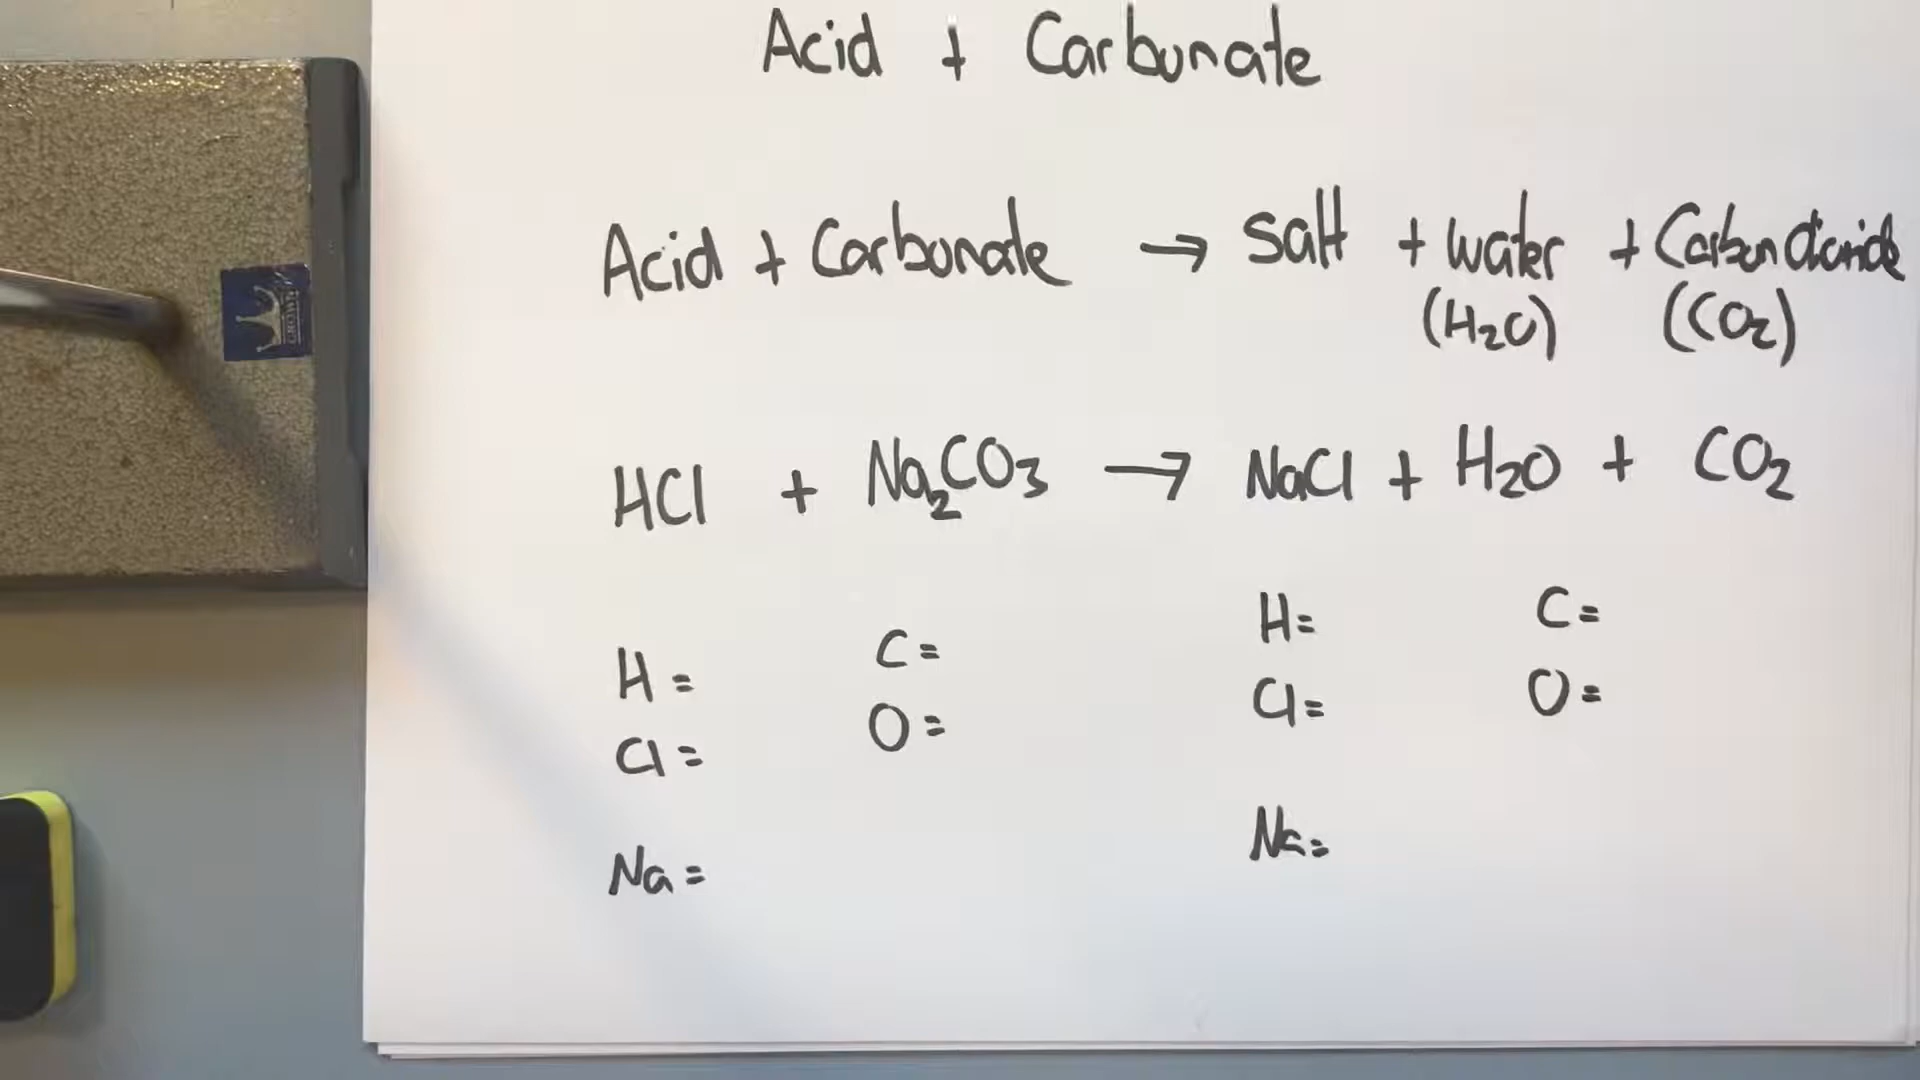 Acid + Carbonate
Acid + Carbonate → Salt + Water + Carbon dioxide
(H₂O) (CO₂)
CROWN
HCl + Na₂CO₃ → NaCl + H₂O + CO₂
H= C=
H = C =
Cl= O=
Cl = O =
Na=
Na =